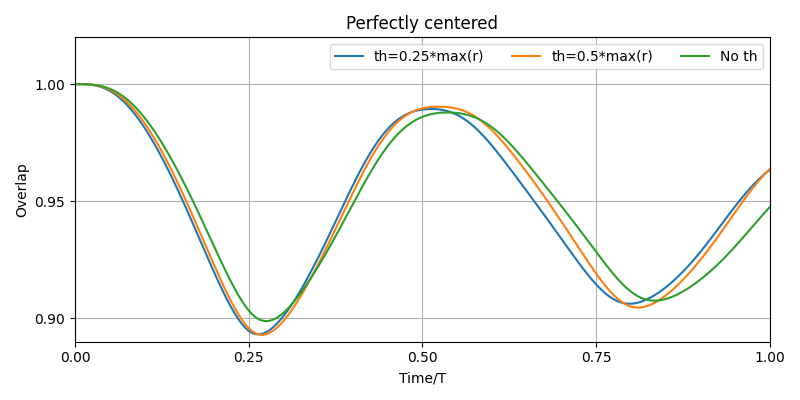 Perfectly centered
th=0.25*max(r) th=0.5*max(r) No th
1.00
0.95
0.90
Overlap
0.00 0.25 0.50 0.75 1.00
Time/T